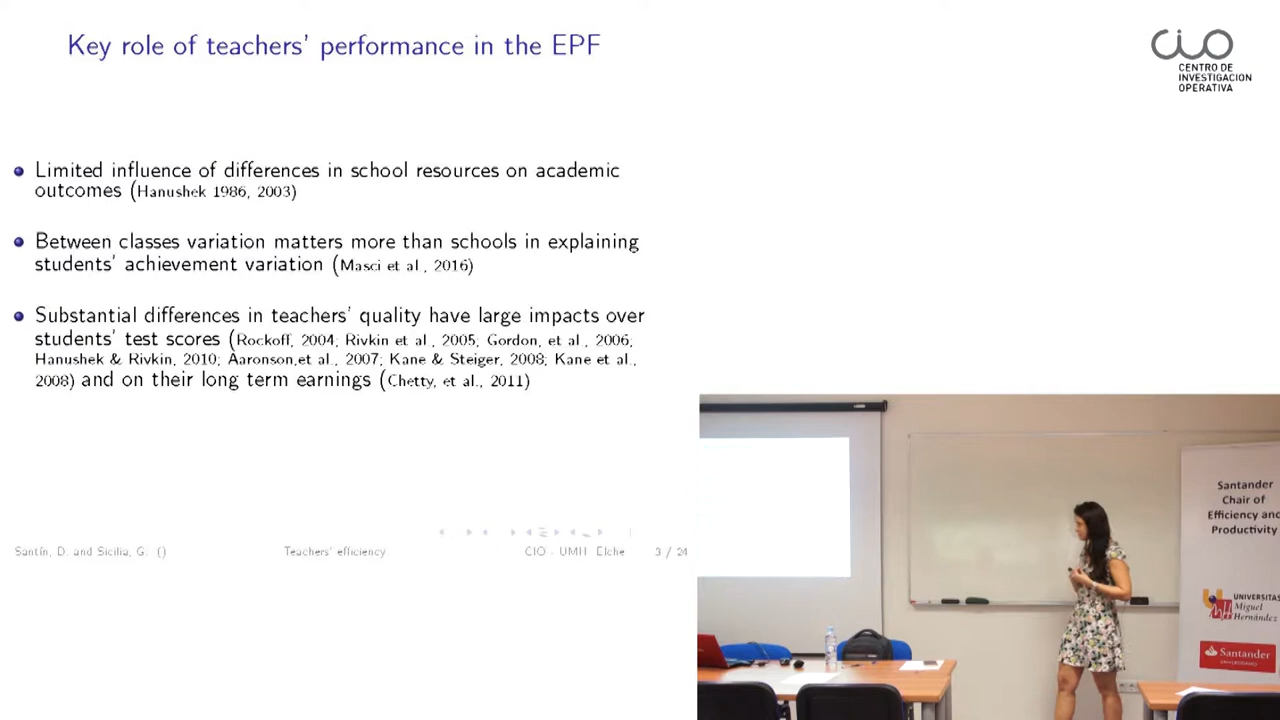 Key role of teachers' performance in the EPF
CIO
CENTRO DE
INVESTIGACION
OPERATIVA
Limited influence of differences in school resources on academic
outcomes (Hanushek 1986, 2003)
Between classes variation matters more than schools in explaining
students' achievement variation (Masci et al., 2016)
Substantial differences in teachers' quality have large impacts over
students' test scores (Rockoff, 2004; Rivkin et al., 2005; Gordon, et al., 2006;
Hanushek & Rivkin, 2010; Aaronson,et al., 2007; Kane & Steiger, 2008; Kane et al.,
2008) and on their long term earnings (Chetty, et al., 2011)
Santín, D. and Sicilia, G. ()
Teachers' efficiency
CIO - UMH Elche
3 / 24
Santander
Chair of
Efficiency and
Productivity
UNIVERSITAS
Miguel
Hernández
Santander